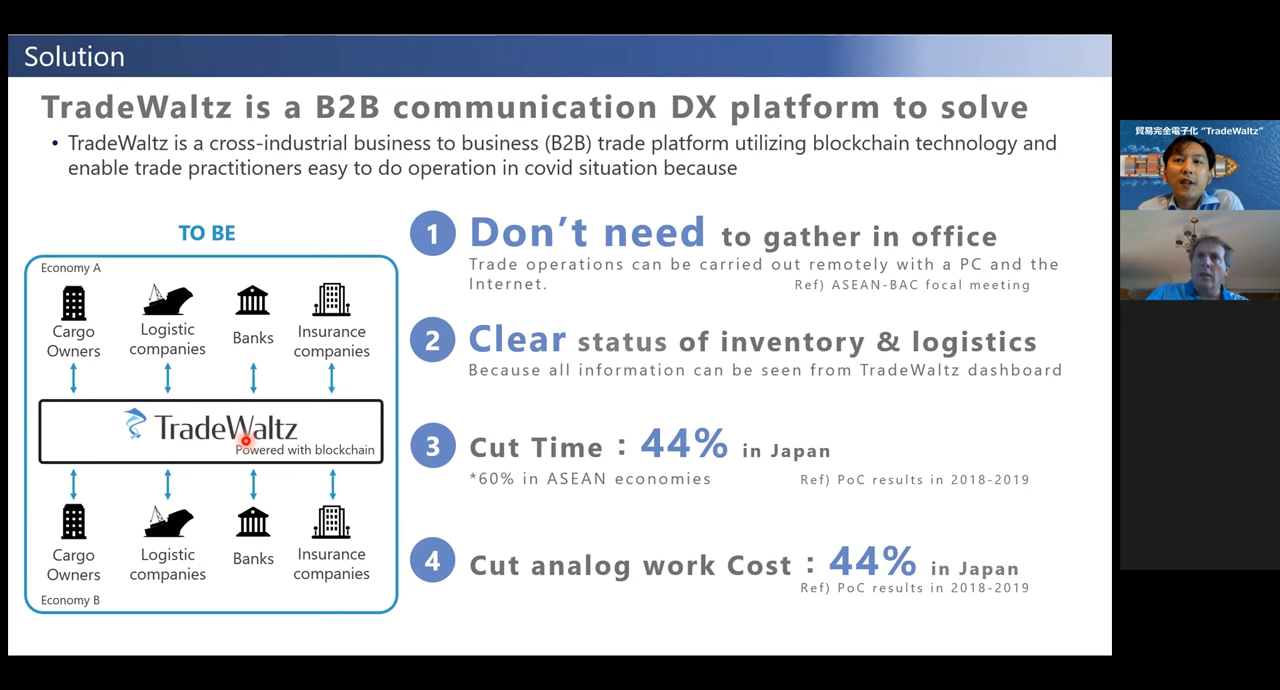 Solution
TradeWaltz is a B2B communication DX platform to solve
• TradeWaltz is a cross-industrial business to business (B2B) trade platform utilizing blockchain technology and
enable trade practitioners easy to do operation in covid situation because
TO BE
Economy A
Cargo
Owners
Logistic
companies
Banks
Insurance
companies
TradeWaltz
Powered with blockchain
Cargo
Owners
Logistic
companies
Banks
Insurance
companies
Economy B
1 Don’t need to gather in office
Trade operations can be carried out remotely with a PC and the
Internet. Ref) ASEAN-BAC focal meeting
2 Clear status of inventory & logistics
Because all information can be seen from TradeWaltz dashboard
3 Cut Time : 44% in Japan
*60% in ASEAN economies Ref) PoC results in 2018-2019
4 Cut analog work Cost : 44% in Japan
Ref) PoC results in 2018-2019
貿易完全電子化 “TradeWaltz”